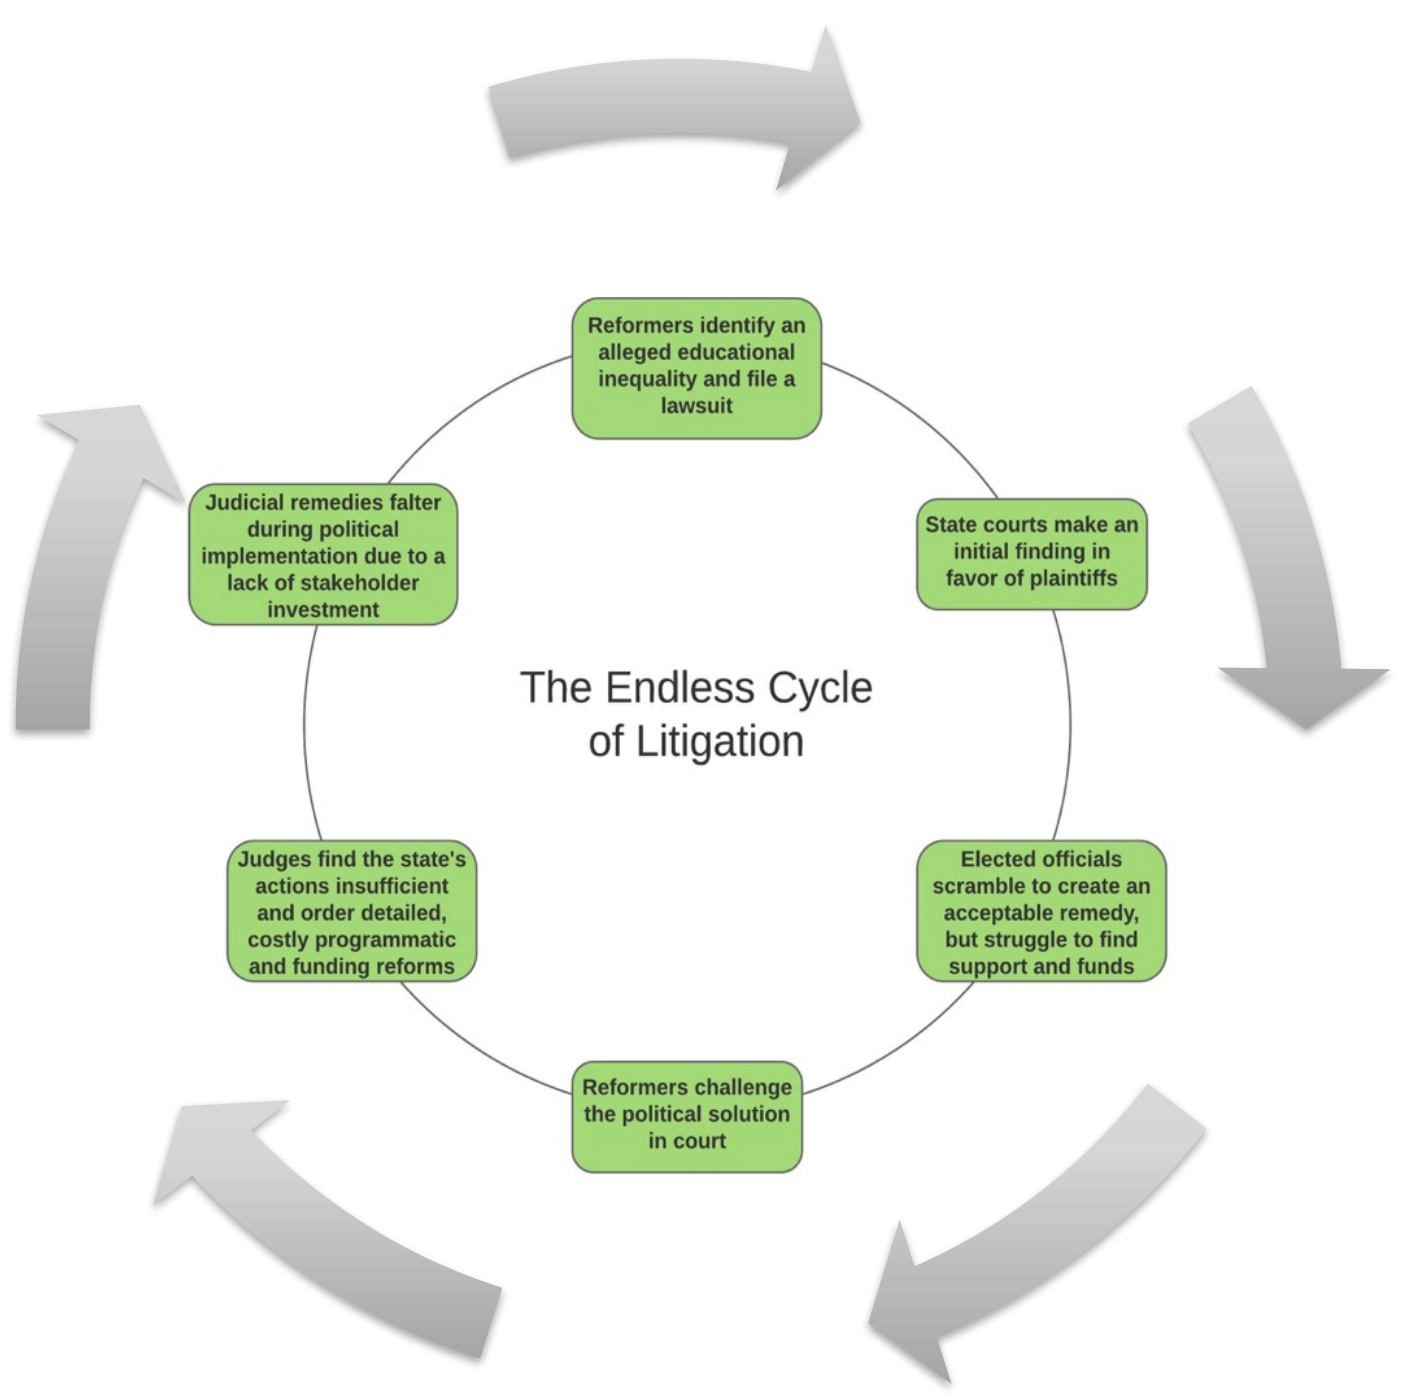 Reformers identify an
alleged educational
inequality and file a
lawsuit
State courts make an
initial finding in
favor of plaintiffs
Elected officials
scramble to create an
acceptable remedy,
but struggle to find
support and funds
Reformers challenge
the political solution
in court
Judges find the state's
actions insufficient
and order detailed,
costly programmatic
and funding reforms
Judicial remedies falter
during political
implementation due to a
lack of stakeholder
investment
The Endless Cycle
of Litigation